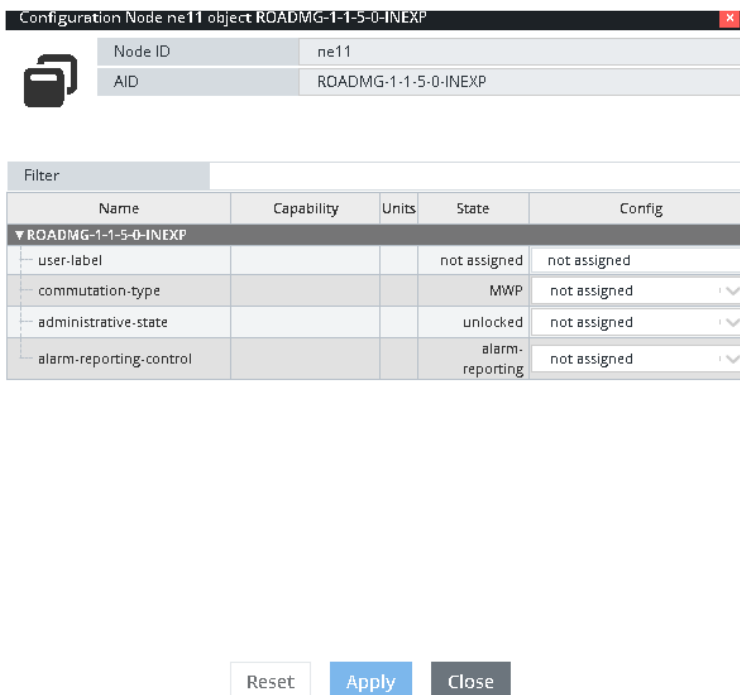 Configuration Node ne11 object ROADMG-1-1-5-0-INEXP
Node ID ne11
AID ROADMG-1-1-5-0-INEXP
Filter
Name Capability Units State Config
ROADMG-1-1-5-0-INEXP
user-label not assigned not assigned
commutation-type MWP not assigned
administrative-state unlocked not assigned
alarm-reporting-control alarm-
reporting not assigned
Reset Apply Close